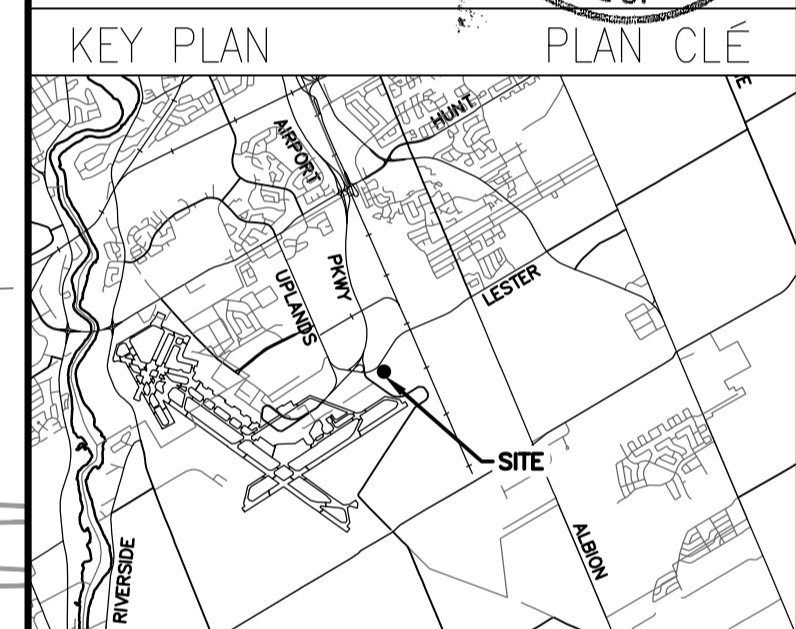 KEY PLAN
PLAN CLÉ
HUNT
AIRPORT
PKWY
UPLANDS
LESTER
SITE
ALBION
RIVERSIDE